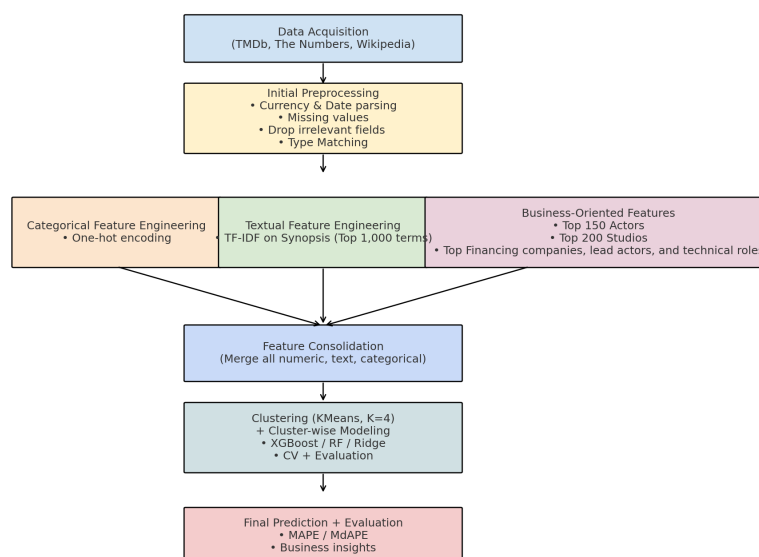 Data Acquisition
(TMDb, The Numbers, Wikipedia)
Initial Preprocessing
• Currency & Date parsing
• Missing values
• Drop irrelevant fields
• Type Matching
Categorical Feature Engineering
• One-hot encoding
Textual Feature Engineering
• TF-IDF on Synopsis (Top 1,000 terms)
Business-Oriented Features
• Top 150 Actors
• Top 200 Studios
• Top Financing companies, lead actors, and technical roles
Feature Consolidation
(Merge all numeric, text, categorical)
Clustering (KMeans, K=4)
+ Cluster-wise Modeling
• XGBoost / RF / Ridge
• CV + Evaluation
Final Prediction + Evaluation
• MAPE / MdAPE
• Business insights